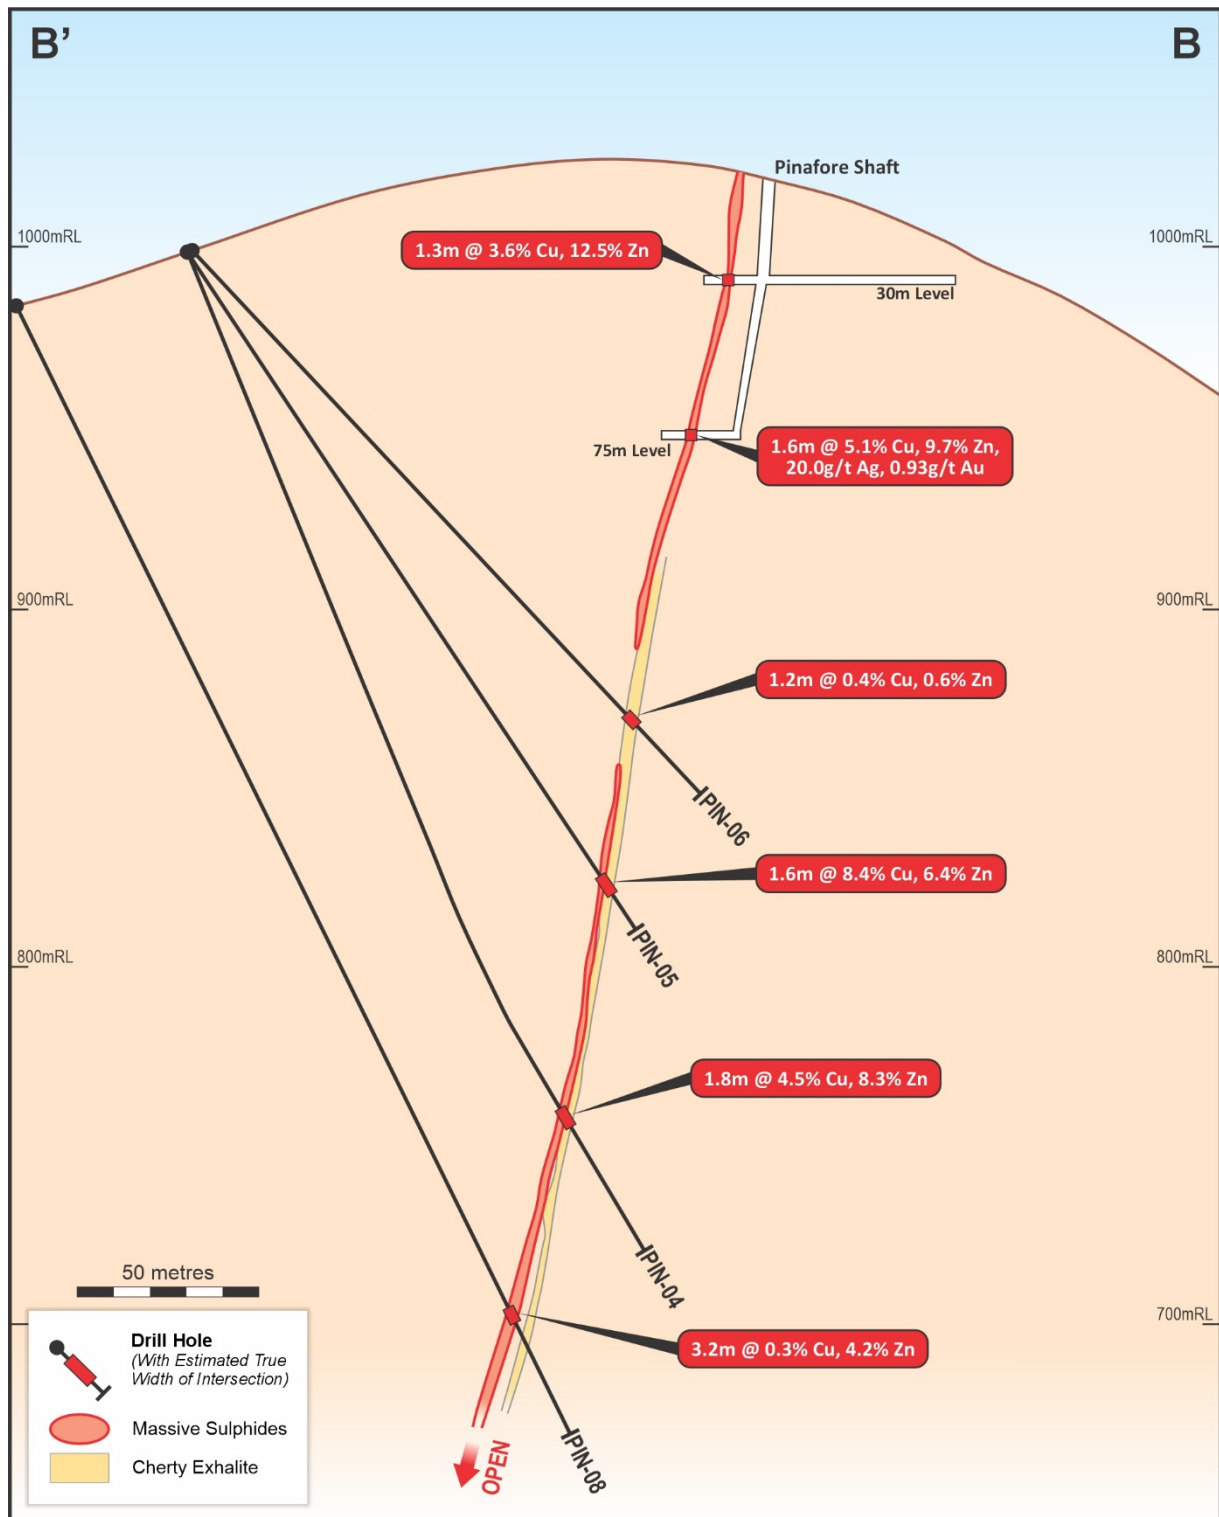 B’
B
Pinafore Shaft
1000mRL
1000mRL
1.3m @ 3.6% Cu, 12.5% Zn
30m Level
75m Level
1.6m @ 5.1% Cu, 9.7% Zn,
20.0g/t Ag, 0.93g/t Au
900mRL
900mRL
1.2m @ 0.4% Cu, 0.6% Zn
PIN-06
1.6m @ 8.4% Cu, 6.4% Zn
PIN-05
800mRL
800mRL
1.8m @ 4.5% Cu, 8.3% Zn
PIN-04
50 metres
700mRL
3.2m @ 0.3% Cu, 4.2% Zn
PIN-08
OPEN
Drill Hole
(With Estimated True
Width of Intersection)
Massive Sulphides
Cherty Exhalite